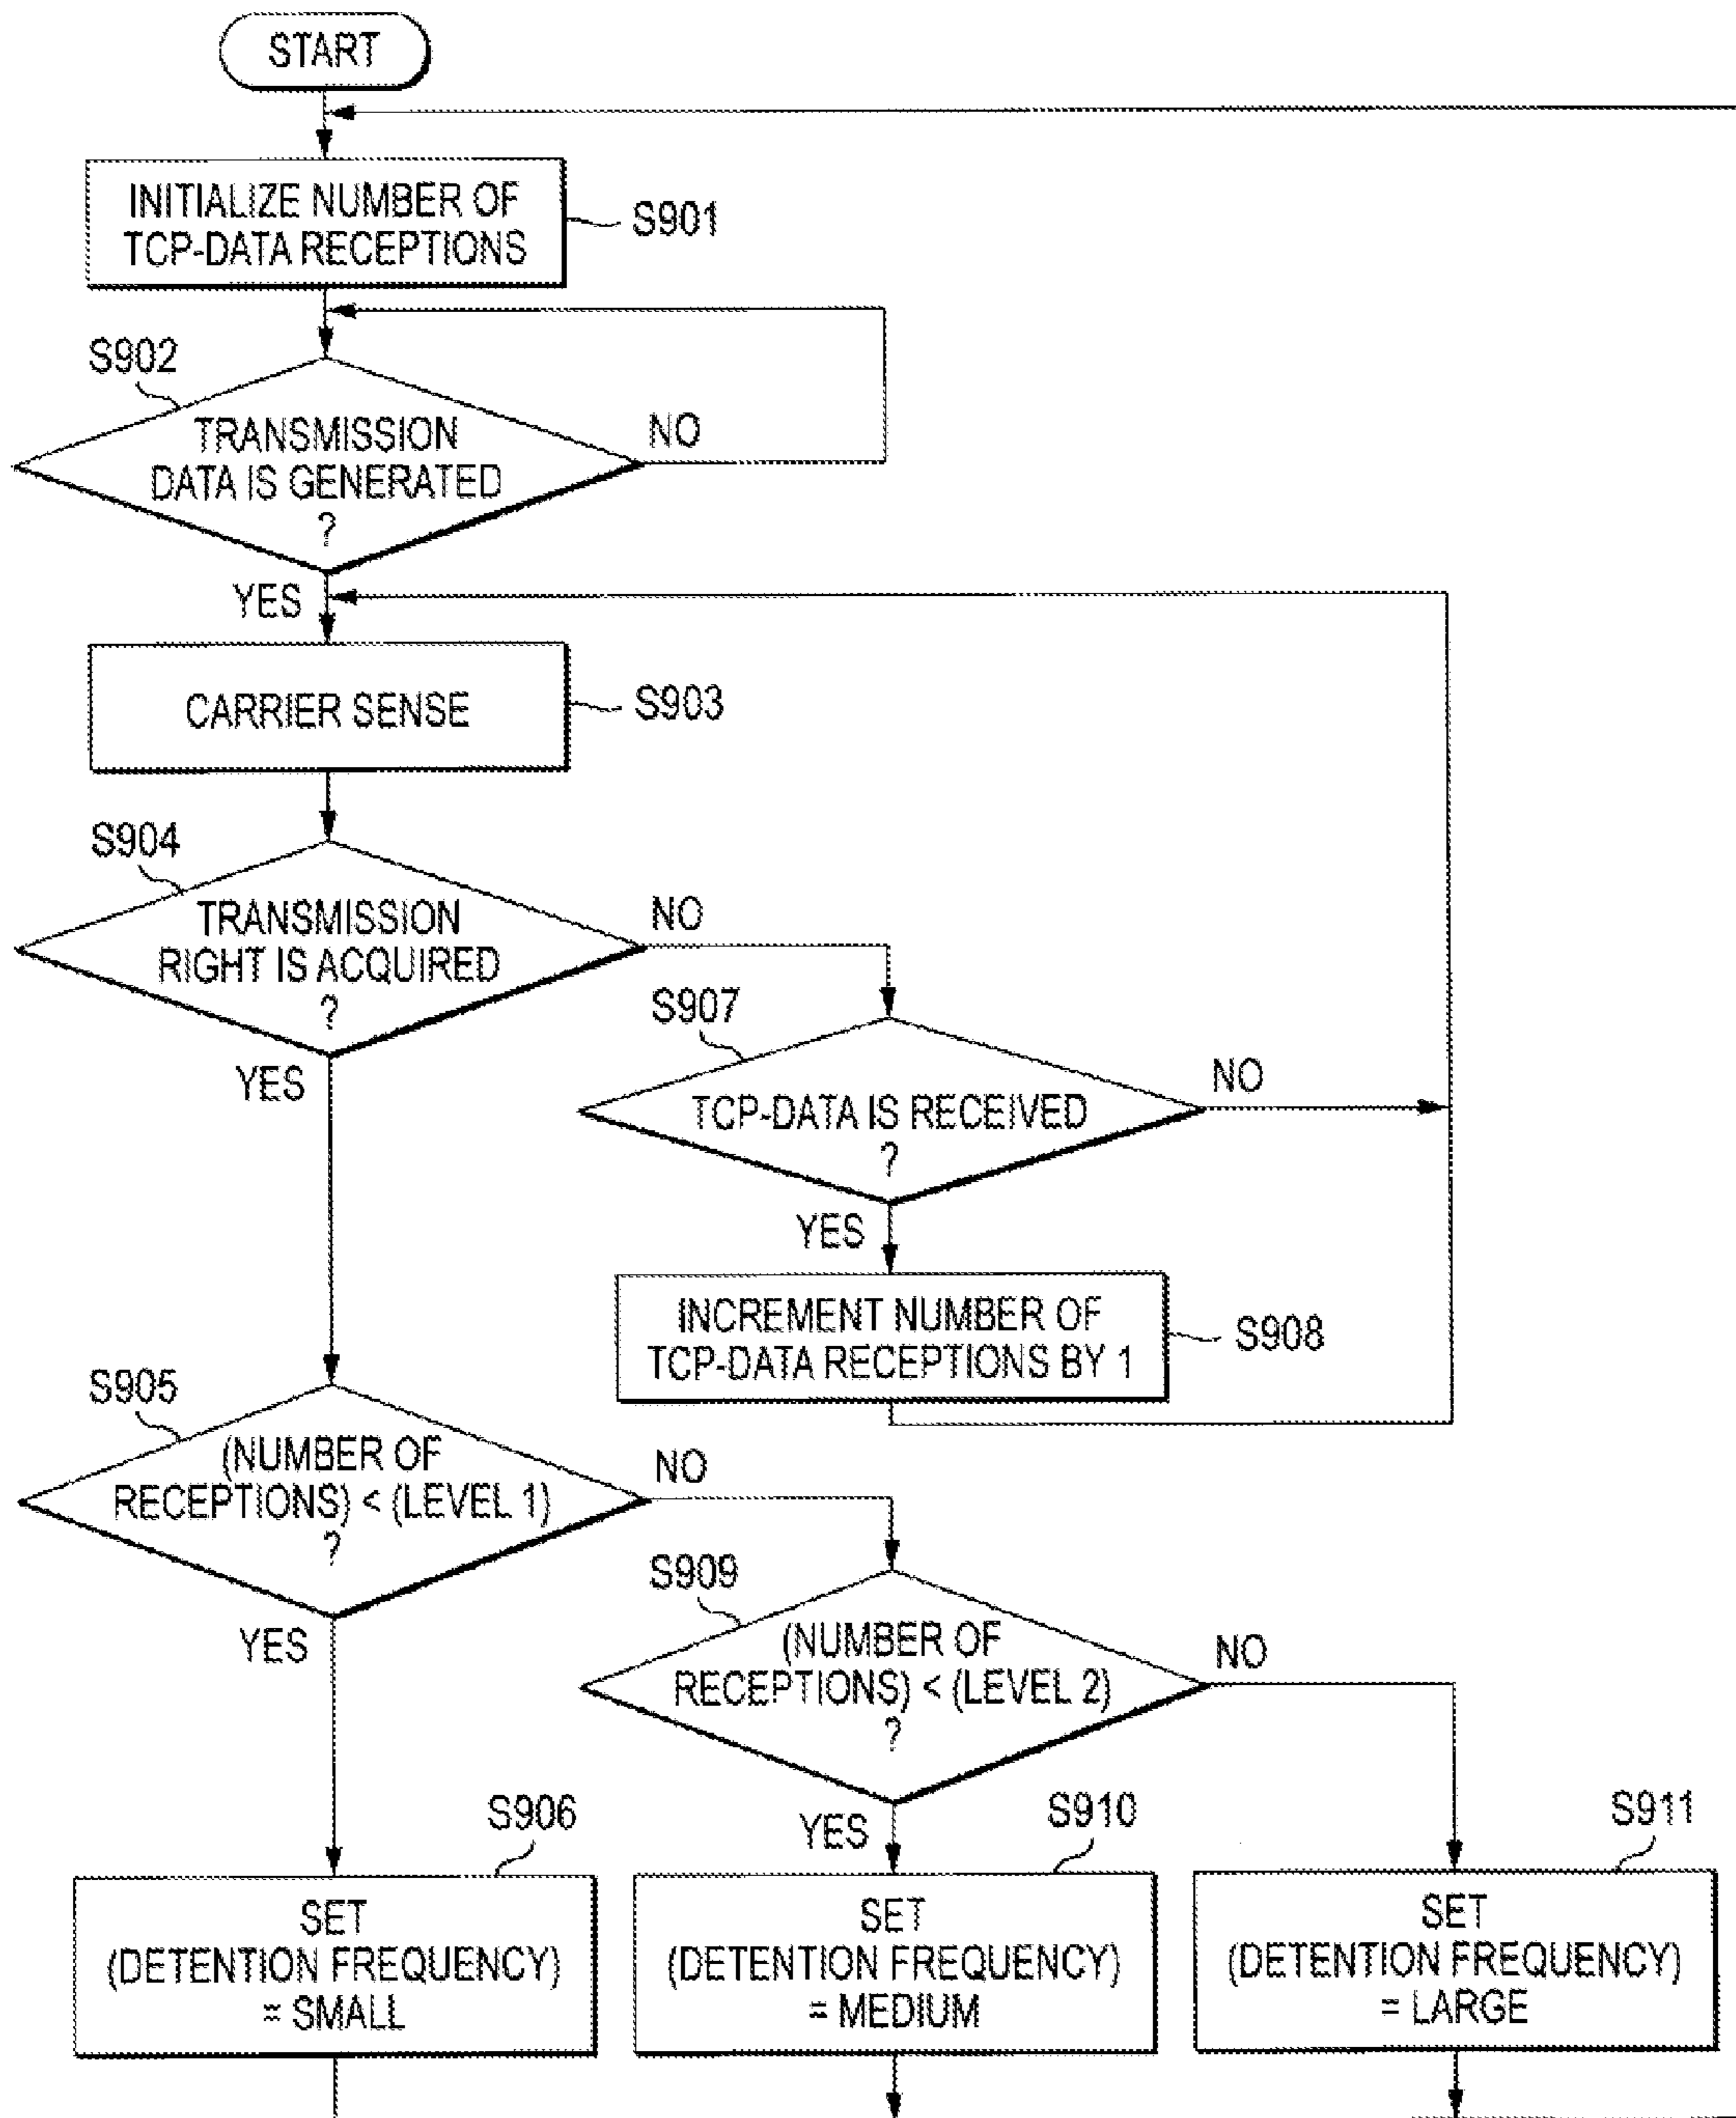 START
INITIALIZE NUMBER OF
TCP-DATA RECEPTIONS
S901
S902
TRANSMISSION
DATA IS GENERATED
?
NO
YES
CARRIER SENSE
S903
S904
TRANSMISSION
RIGHT IS ACQUIRED
?
NO
YES
S907
TCP-DATA IS RECEIVED
?
NO
YES
INCREMENT NUMBER OF
TCP-DATA RECEPTIONS BY 1
S908
S905
(NUMBER OF
RECEPTIONS) < (LEVEL 1)
?
NO
YES
S909
(NUMBER OF
RECEPTIONS) < (LEVEL 2)
?
NO
YES
S906
SET
(DETENTION FREQUENCY)
= SMALL
S910
SET
(DETENTION FREQUENCY)
= MEDIUM
S911
SET
(DETENTION FREQUENCY)
= LARGE